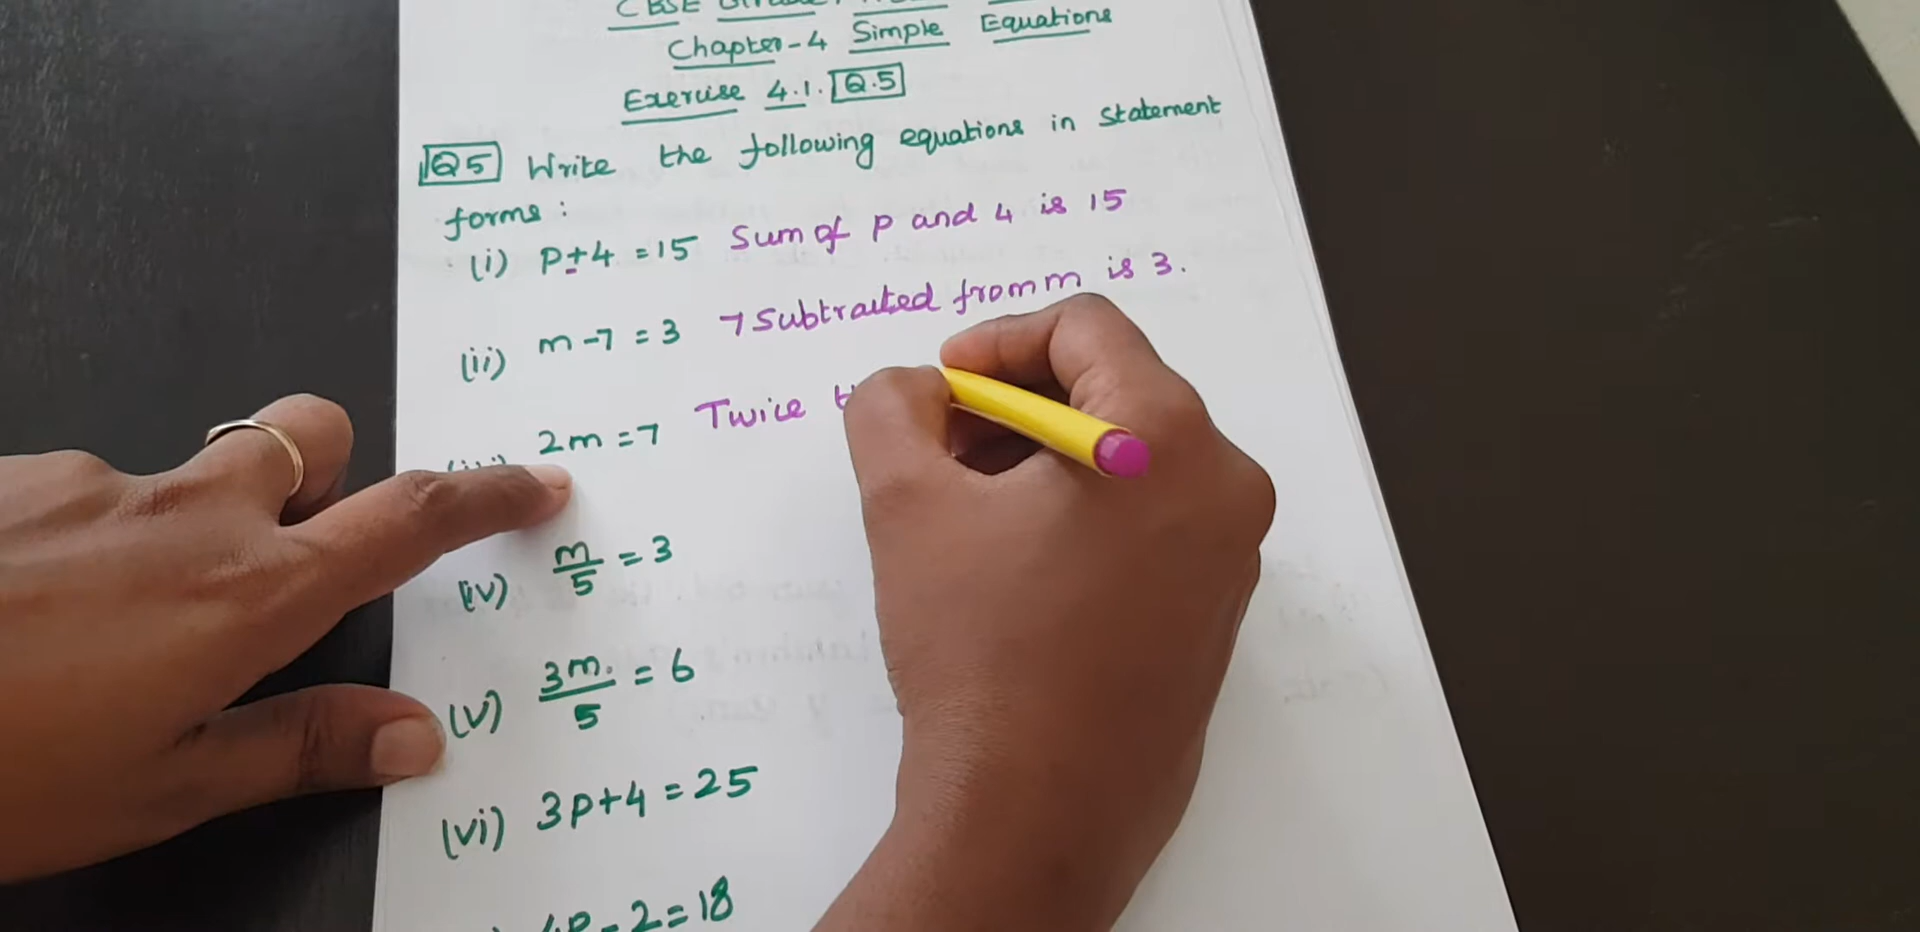 CBSE
Chapter-4 Simple Equations
Exercise 4.1. Q.5
Q5 Write the following equations in statement
forms:
(i) p+4 =15 Sum of p and 4 is 15
(ii) m-7 = 3 7 Subtracted from m is 3.
2m =7 Twice
(iv) m/5 = 3
(v) 3m/5 = 6
(vi) 3p+4 =25
4p-2=18